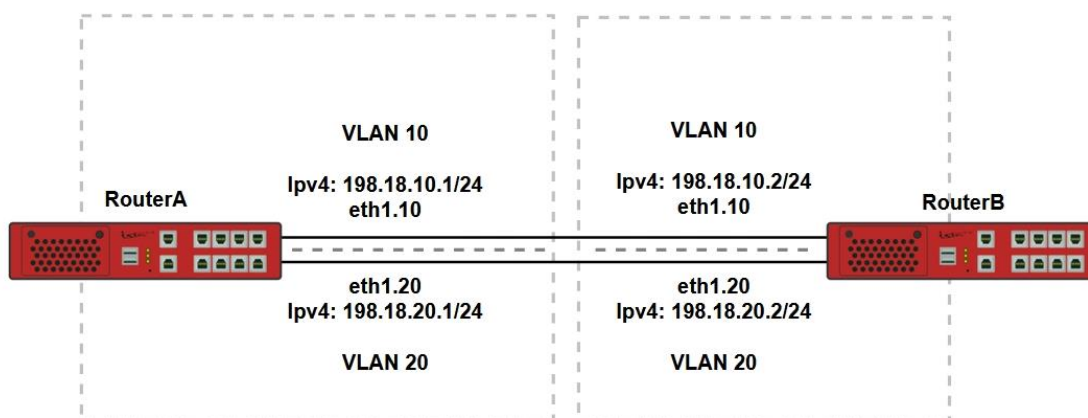 VLAN 10
Ipv4: 198.18.10.1/24
eth1.10
VLAN 10
Ipv4: 198.18.10.2/24
eth1.10
RouterA
RouterB
eth1.20
Ipv4: 198.18.20.1/24
VLAN 20
eth1.20
Ipv4: 198.18.20.2/24
VLAN 20